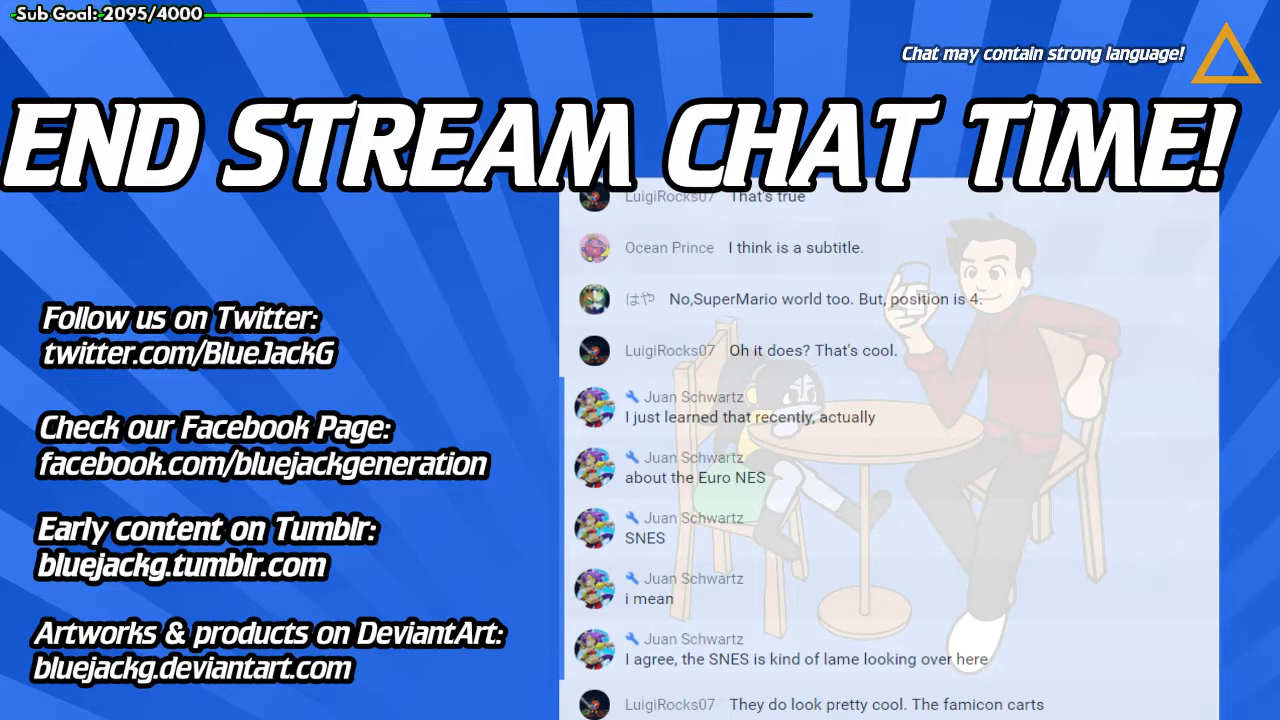 Sub Goal: 2095/4000
Chat may contain strong language!
END STREAM CHAT TIME!
Follow us on Twitter:
twitter.com/BlueJackG
Check our Facebook Page:
facebook.com/bluejackgeneration
Early content on Tumblr:
bluejackg.tumblr.com
Artworks & products on DeviantArt:
bluejackg.deviantart.com
LuigiRocks07 That's true
Ocean Prince I think is a subtitle.
はや No,SuperMario world too. But, position is 4.
LuigiRocks07 Oh it does? That's cool.
Juan Schwartz
I just learned that recently, actually
Juan Schwartz
about the Euro NES
Juan Schwartz
SNES
Juan Schwartz
i mean
Juan Schwartz
I agree, the SNES is kind of lame looking over here
LuigiRocks07 They do look pretty cool. The famicon carts